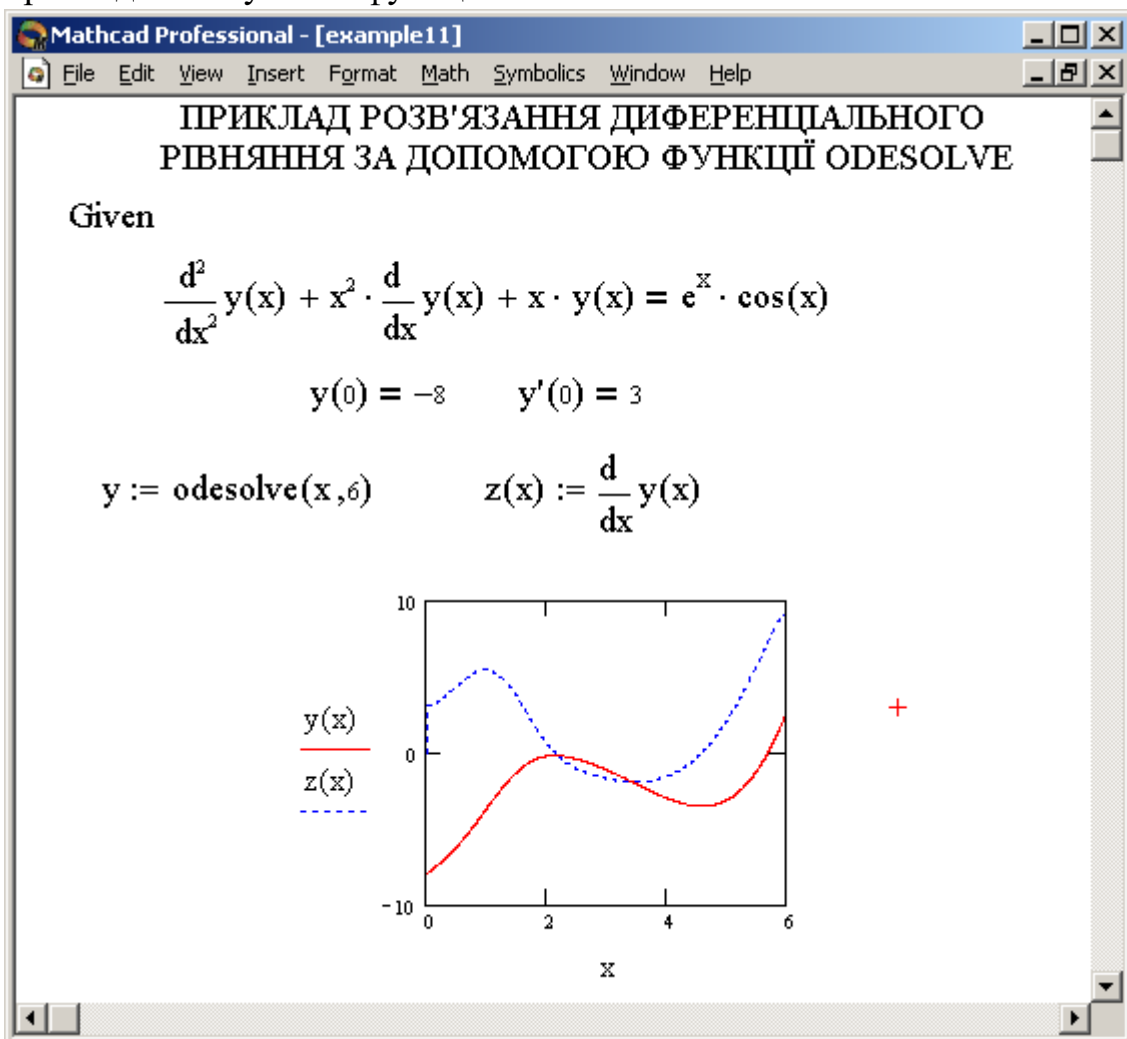 Mathcad Professional - [example11]
File Edit View Insert Format Math Symbolics Window Help
ПРИКЛАД РОЗВ'ЯЗАННЯ ДИФЕРЕНЦІАЛЬНОГО
РІВНЯННЯ ЗА ДОПОМОГОЮ ФУНКЦІЇ ODESOLVE
Given
d²/dx² y(x) + x² · d/dx y(x) + x · y(x) = e^x · cos(x)
y(0) = −8 y'(0) = 3
y := odesolve(x,6) z(x) := d/dx y(x)
10
y(x)
0
z(x)
-10
0 2 4 6
x